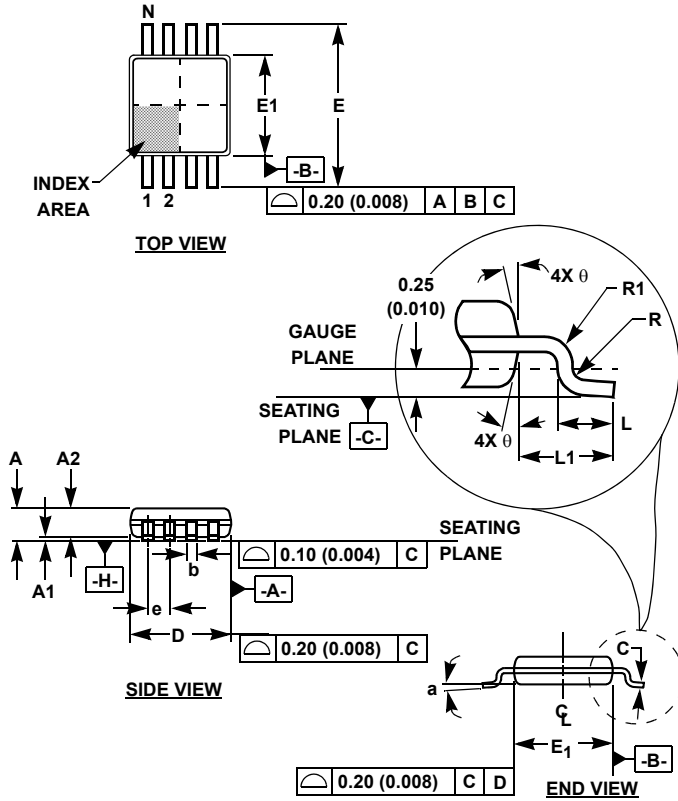 N
E1
E
-B-
INDEX
AREA
1 2
0.20 (0.008) A B C
TOP VIEW
0.25
(0.010)
4X θ
R1
R
GAUGE
PLANE
SEATING
PLANE
-C-
4X θ
L
L1
A
A2
SEATING
PLANE
A1
-H-
b
0.10 (0.004) C
-A-
e
D
0.20 (0.008) C
SIDE VIEW
C
a
CL
E1
-B-
0.20 (0.008) C D
END VIEW